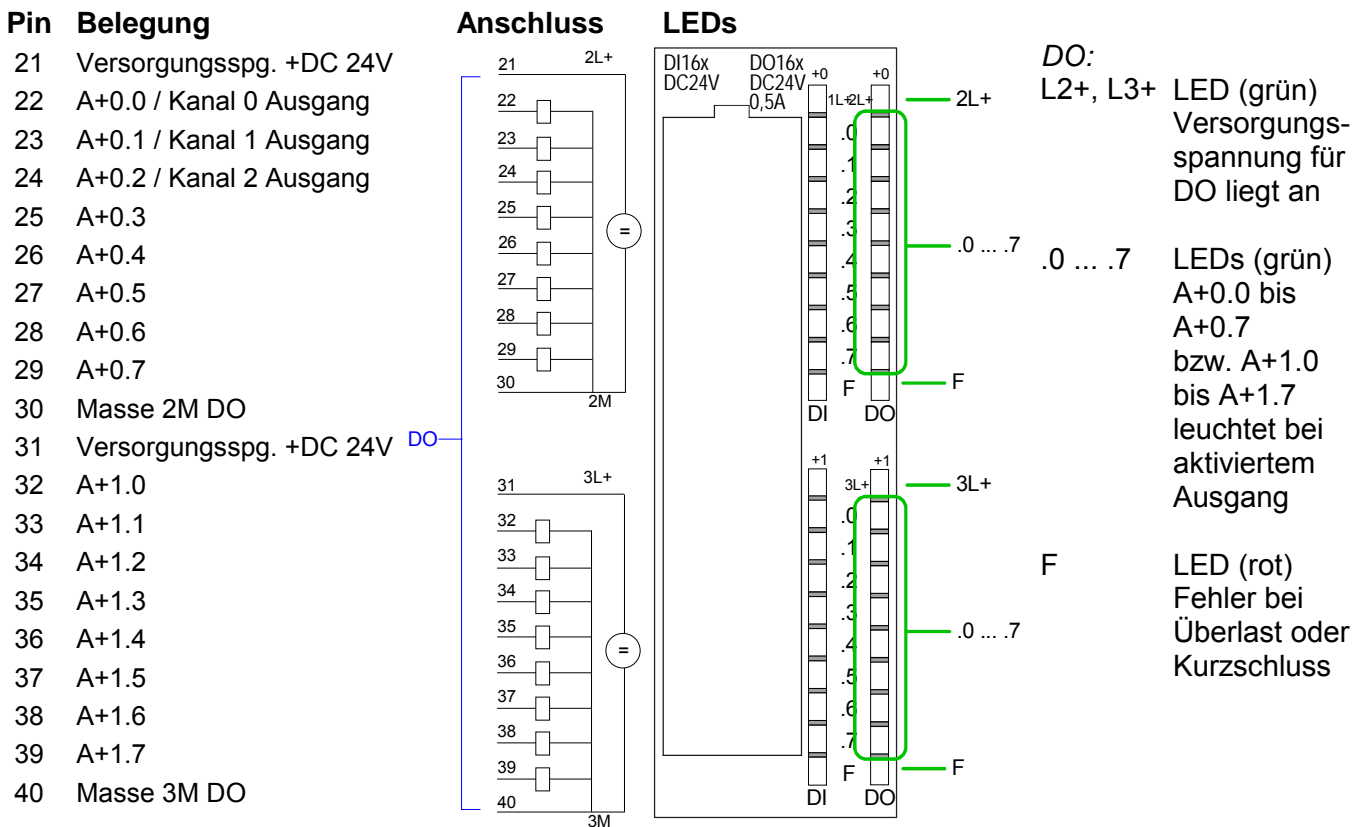 Pin Belegung Anschluss LEDs
21 Versorgungsspg. +DC 24V
22 A+0.0 / Kanal 0 Ausgang
23 A+0.1 / Kanal 1 Ausgang
24 A+0.2 / Kanal 2 Ausgang
25 A+0.3
26 A+0.4
27 A+0.5
28 A+0.6
29 A+0.7
30 Masse 2M DO
31 Versorgungsspg. +DC 24V
32 A+1.0
33 A+1.1
34 A+1.2
35 A+1.3
36 A+1.4
37 A+1.5
38 A+1.6
39 A+1.7
40 Masse 3M DO
DO
21 2L+
22
23
24
25
26
27
28
29
30
2M
=
31 3L+
32
33
34
35
36
37
38
39
40
3M
=
DI16x DO16x
DC24V DC24V
0,5A
+0 +0
1L+ 2L+
.0
.1
.2
.3
.4
.5
.6
.7
F
DI DO
+1 +1
3L+
.0
.1
.2
.3
.4
.5
.6
.7
F
DI DO
2L+
.0 ... .7
F
3L+
.0 ... .7
F
DO:
L2+, L3+ LED (grün)
Versorgungs-
spannung für
DO liegt an
.0 ... .7 LEDs (grün)
A+0.0 bis
A+0.7
bzw. A+1.0
bis A+1.7
leuchtet bei
aktiviertem
Ausgang
F LED (rot)
Fehler bei
Überlast oder
Kurzschluss